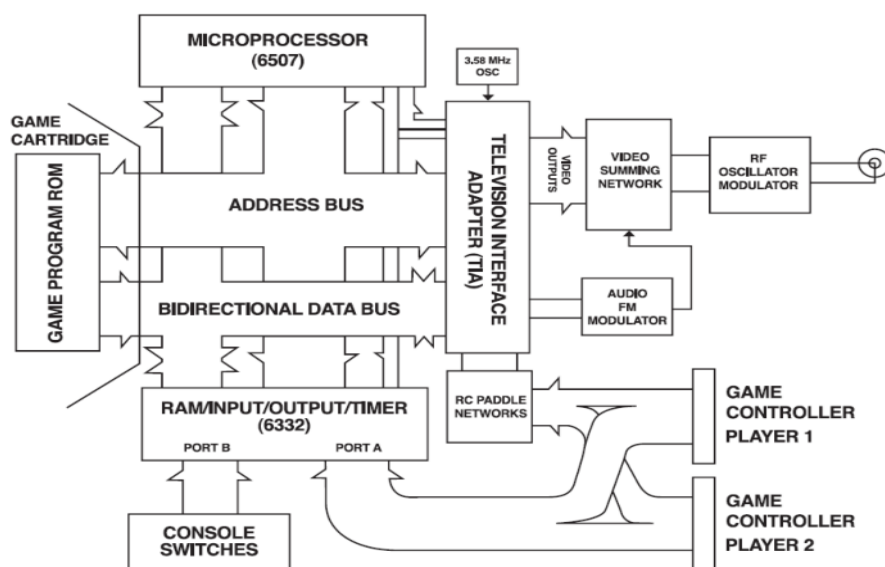 MICROPROCESSOR
(6507)
3.58 MHz
OSC
GAME
CARTRIDGE
GAME PROGRAM ROM
ADDRESS BUS
BIDIRECTIONAL DATA BUS
TELEVISION INTERFACE
ADAPTER (TIA)
VIDEO
OUTPUTS
VIDEO
SUMMING
NETWORK
RF
OSCILLATOR
MODULATOR
AUDIO
FM
MODULATOR
RAM/INPUT/OUTPUT/TIMER
(6332)
PORT B
PORT A
RC PADDLE
NETWORKS
GAME
CONTROLLER
PLAYER 1
GAME
CONTROLLER
PLAYER 2
CONSOLE
SWITCHES